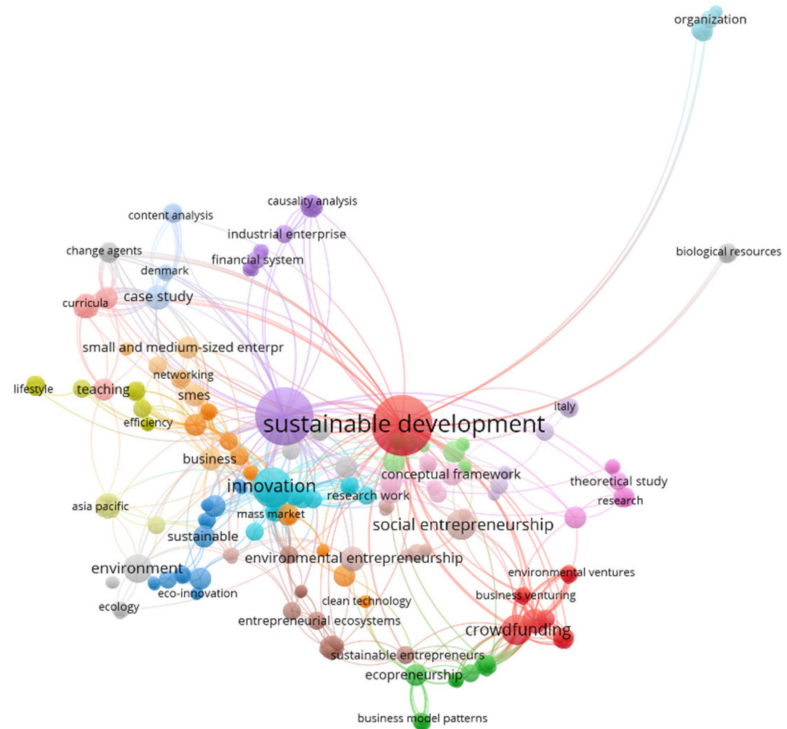 organization
causality analysis
content analysis
industrial enterprise
change agents
biological resources
financial system
denmark
case study
curricula
small and medium-sized enterpr
networking
lifestyle
teaching
smes
italy
efficiency
sustainable development
business
conceptual framework
theoretical study
innovation
research work
research
asia pacific
mass market
social entrepreneurship
sustainable
environmental entrepreneurship
environment
environmental ventures
eco-innovation
business venturing
ecology
clean technology
entrepreneurial ecosystems
crowdfunding
sustainable entrepreneurs
ecopreneurship
business model patterns